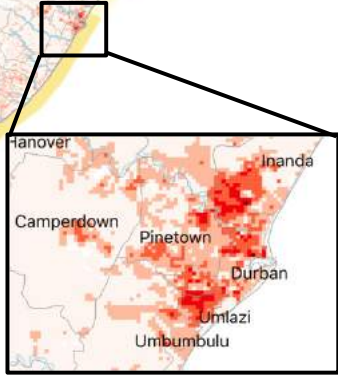 Hanover
Inanda
Camperdown
Pinetown
Durban
Umlazi
Umbumbulu